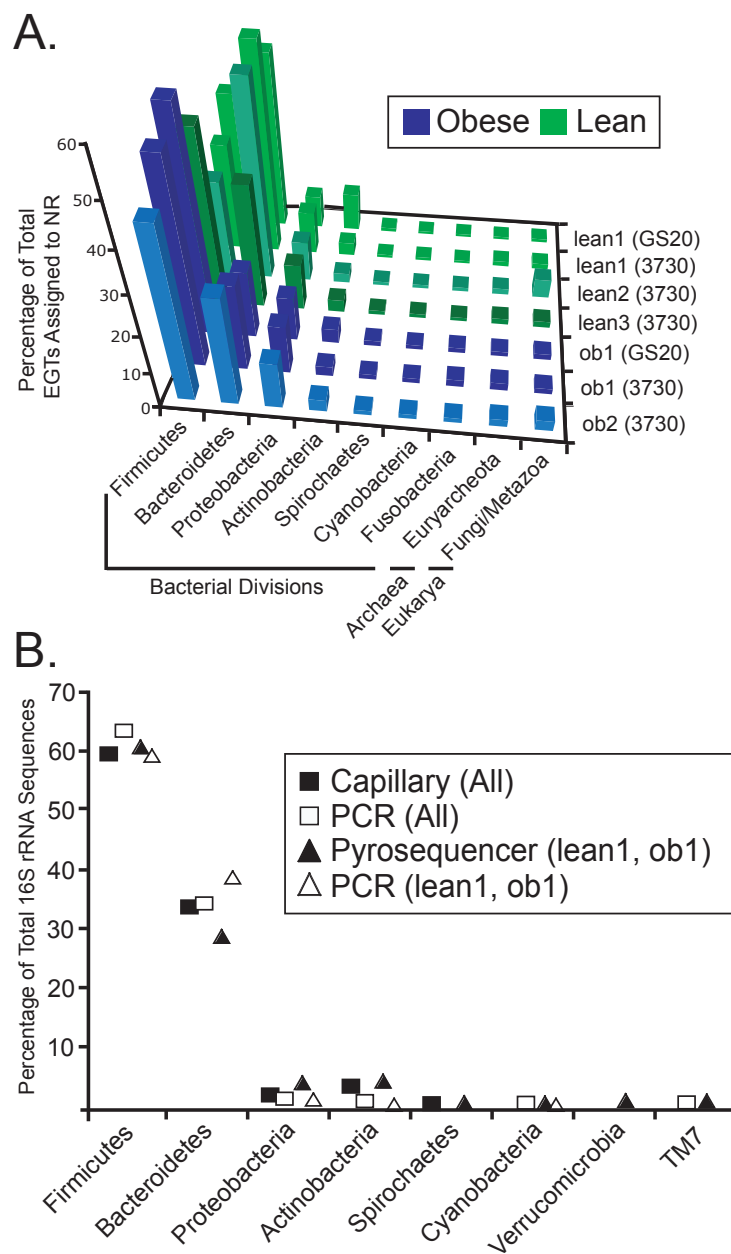 A.
Obese Lean
Percentage of Total
EGTs Assigned to NR
60
50
40
30
20
10
0
lean1 (GS20)
lean1 (3730)
lean2 (3730)
lean3 (3730)
ob1 (GS20)
ob1 (3730)
ob2 (3730)
Firmicutes
Bacteroidetes
Proteobacteria
Actinobacteria
Spirochaetes
Cyanobacteria
Fusobacteria
Euryarcheota
Fungi/Metazoa
Bacterial Divisions
Archaea
Eukarya
B.
Percentage of Total 16S rRNA Sequences
70
60
50
40
30
20
10
Capillary (All)
PCR (All)
Pyrosequencer (lean1, ob1)
PCR (lean1, ob1)
Firmicutes
Bacteroidetes
Proteobacteria
Actinobacteria
Spirochaetes
Cyanobacteria
Verrucomicrobia
TM7